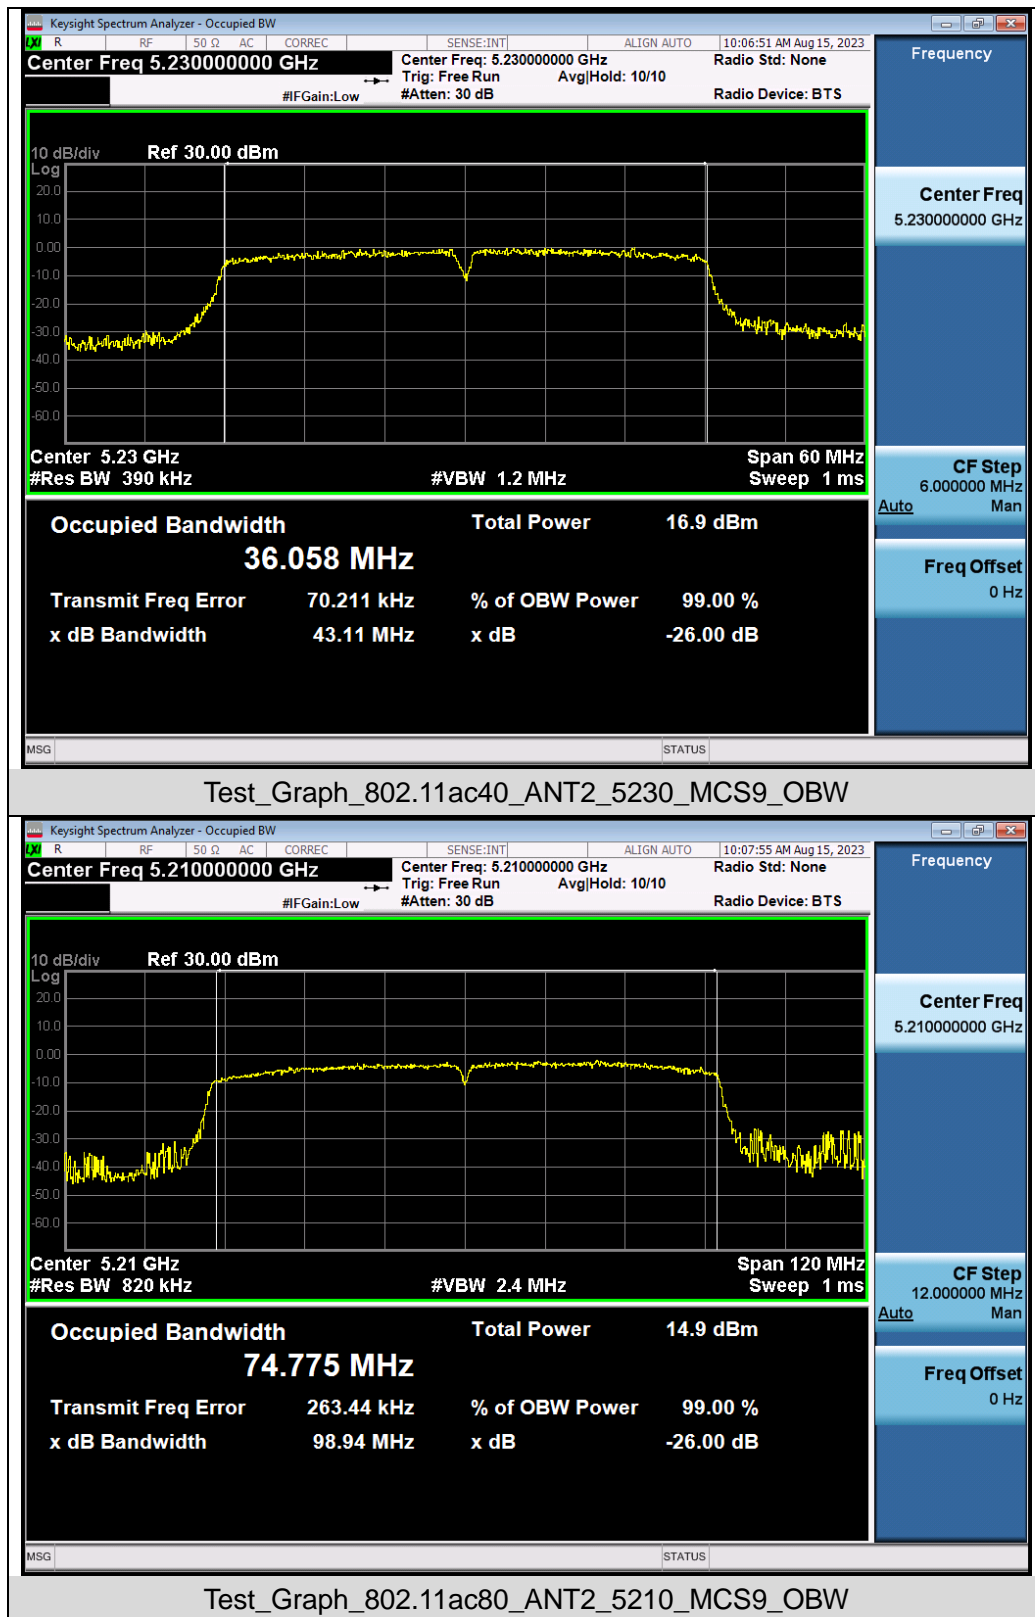 Keysight Spectrum Analyzer - Occupied BW
LXI R RF 50 Ω AC CORREC SENSE:INT ALIGN AUTO 10:06:51 AM Aug 15, 2023
Center Freq 5.230000000 GHz
Center Freq: 5.230000000 GHz Radio Std: None
Trig: Free Run Avg|Hold: 10/10
#IFGain:Low #Atten: 30 dB Radio Device: BTS
Frequency
10 dB/div Ref 30.00 dBm
Log
20.0
10.0
0.00
-10.0
-20.0
-30.0
-40.0
-50.0
-60.0
Center 5.23 GHz Span 60 MHz
#Res BW 390 kHz #VBW 1.2 MHz Sweep 1 ms
Center Freq
5.230000000 GHz
CF Step
6.000000 MHz
Auto Man
Freq Offset
0 Hz
Occupied Bandwidth Total Power 16.9 dBm
36.058 MHz
Transmit Freq Error 70.211 kHz % of OBW Power 99.00 %
x dB Bandwidth 43.11 MHz x dB -26.00 dB
MSG STATUS
Test_Graph_802.11ac40_ANT2_5230_MCS9_OBW
Keysight Spectrum Analyzer - Occupied BW
LXI R RF 50 Ω AC CORREC SENSE:INT ALIGN AUTO 10:07:55 AM Aug 15, 2023
Center Freq 5.210000000 GHz
Center Freq: 5.210000000 GHz Radio Std: None
Trig: Free Run Avg|Hold: 10/10
#IFGain:Low #Atten: 30 dB Radio Device: BTS
Frequency
10 dB/div Ref 30.00 dBm
Log
20.0
10.0
0.00
-10.0
-20.0
-30.0
-40.0
-50.0
-60.0
Center 5.21 GHz Span 120 MHz
#Res BW 820 kHz #VBW 2.4 MHz Sweep 1 ms
Center Freq
5.210000000 GHz
CF Step
12.000000 MHz
Auto Man
Freq Offset
0 Hz
Occupied Bandwidth Total Power 14.9 dBm
74.775 MHz
Transmit Freq Error 263.44 kHz % of OBW Power 99.00 %
x dB Bandwidth 98.94 MHz x dB -26.00 dB
MSG STATUS
Test_Graph_802.11ac80_ANT2_5210_MCS9_OBW